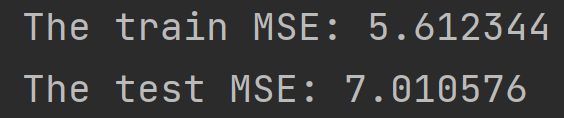 The train MSE: 5.612344
The test MSE: 7.010576